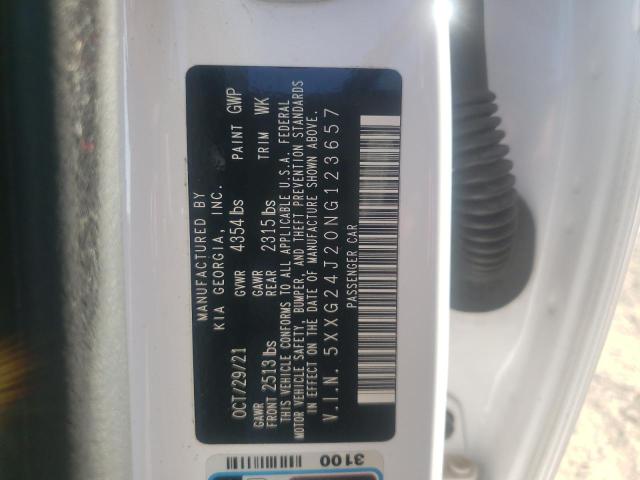 MANUFACTURED BY
KIA GEORGIA, INC.
OCT/29/21 GVWR 4354 lbs PAINT GWP
GAWR GAWR
FRONT 2513 lbs REAR 2315 lbs TRIM WK
THIS VEHICLE CONFORMS TO ALL APPLICABLE U.S.A. FEDERAL
MOTOR VEHICLE SAFETY, BUMPER, AND THEFT PREVENTION STANDARDS
IN EFFECT ON THE DATE OF MANUFACTURE SHOWN ABOVE.
V.I.N. 5XXG24J20NG123657
PASSENGER CAR
3100